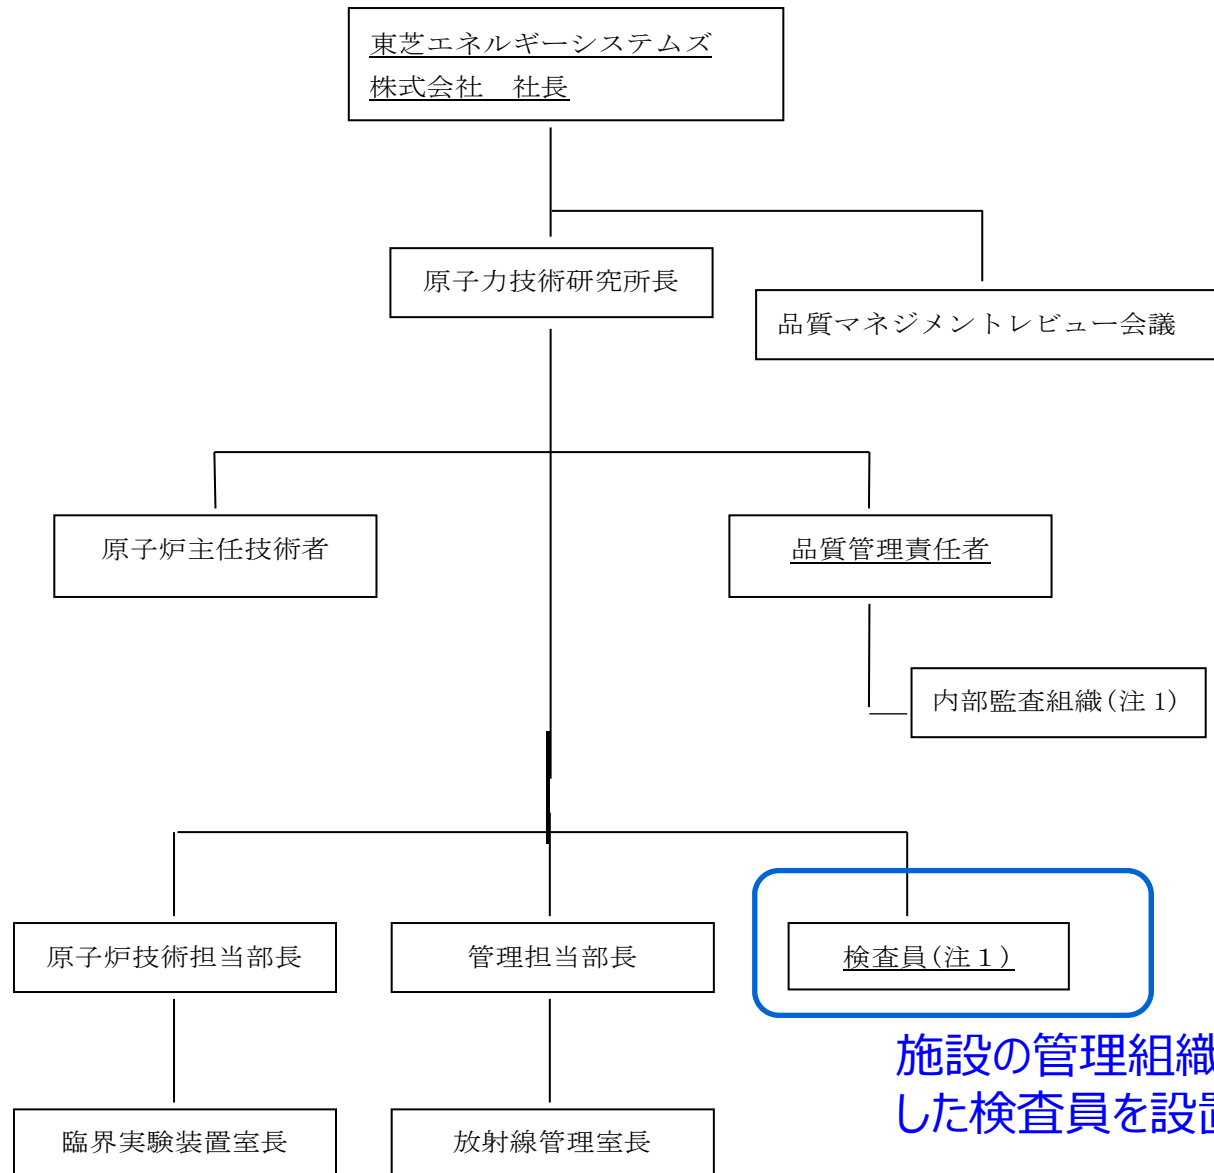 東芝エネルギーシステムズ
株式会社　社長
原子力技術研究所長
品質マネジメントレビュー会議
原子炉主任技術者
品質管理責任者
内部監査組織(注1)
原子炉技術担当部長
管理担当部長
検査員(注１)
施設の管理組織
した検査員を設置
臨界実験装置室長
放射線管理室長